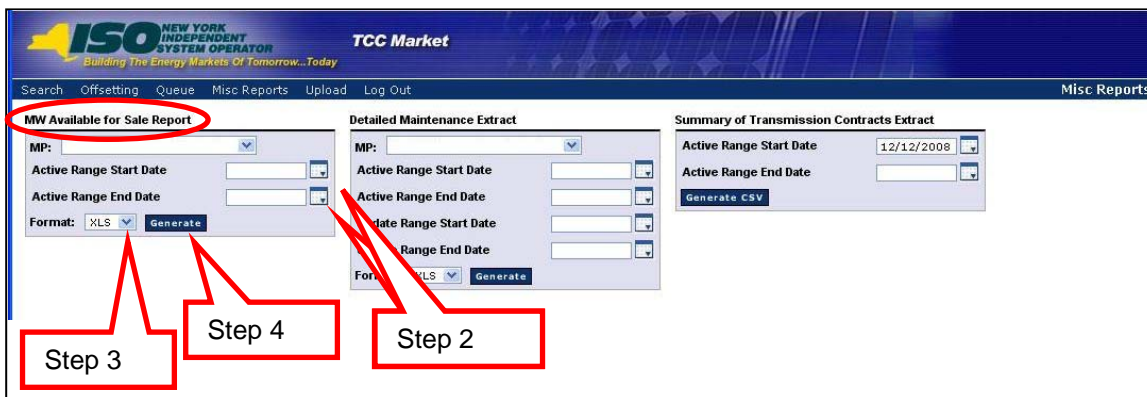 NEW YORK
INDEPENDENT
SYSTEM OPERATOR
ISO
Building The Energy Markets Of Tomorrow...Today
TCC Market
Search Offsetting Queue Misc Reports Upload Log Out
Misc Reports
MW Available for Sale Report
MP:
Active Range Start Date
Active Range End Date
Format: XLS Generate
Detailed Maintenance Extract
MP:
Active Range Start Date
Active Range End Date
date Range Start Date
Range End Date
For XLS Generate
Summary of Transmission Contracts Extract
Active Range Start Date 12/12/2008
Active Range End Date
Generate CSV
Step 3
Step 4
Step 2